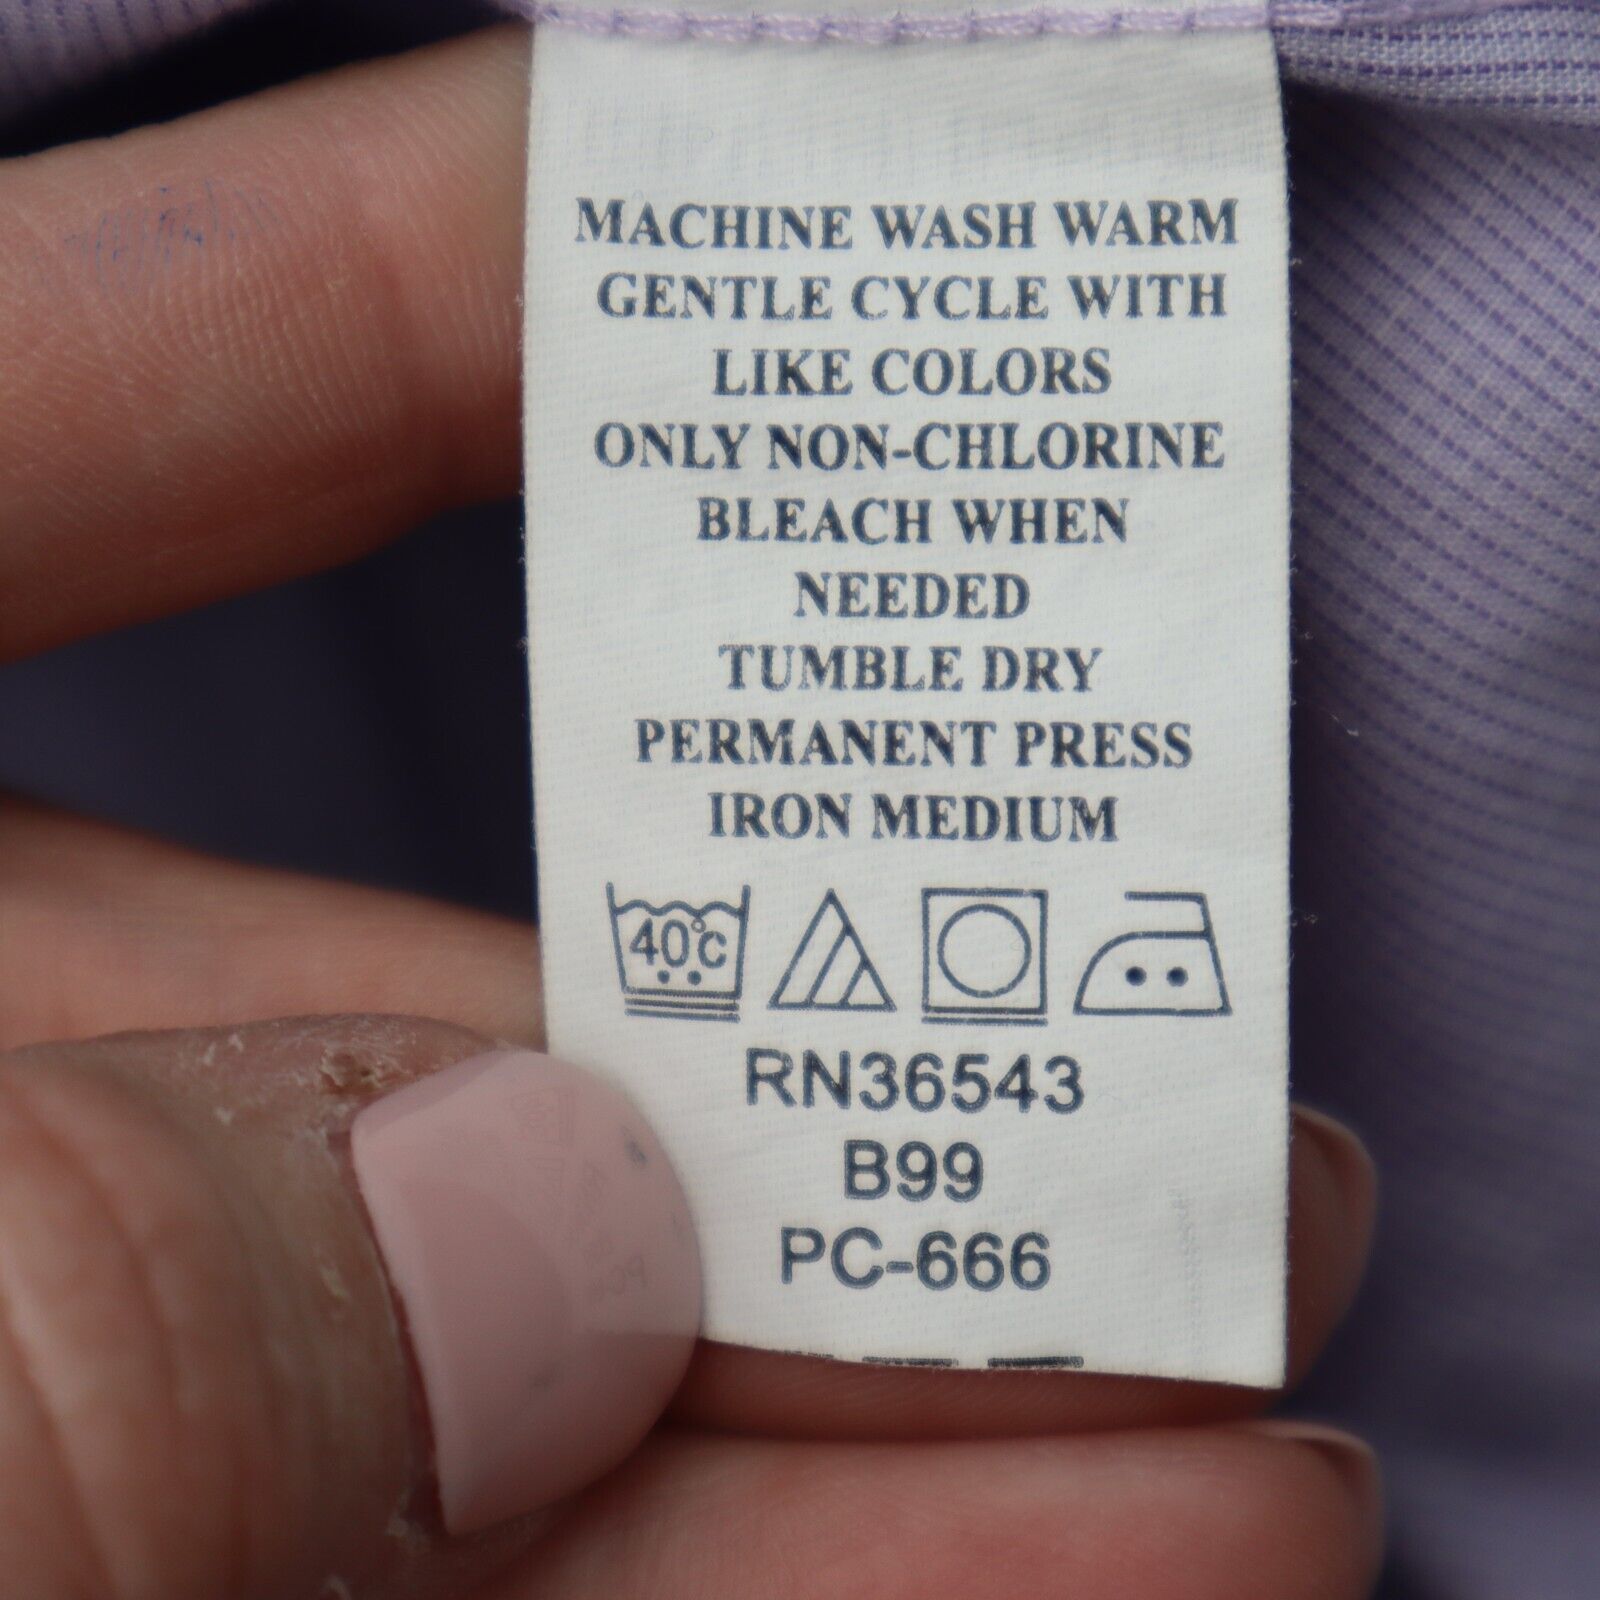 MACHINE WASH WARM
GENTLE CYCLE WITH
LIKE COLORS
ONLY NON-CHLORINE
BLEACH WHEN
NEEDED
TUMBLE DRY
PERMANENT PRESS
IRON MEDIUM
40°C
RN36543
B99
PC-666